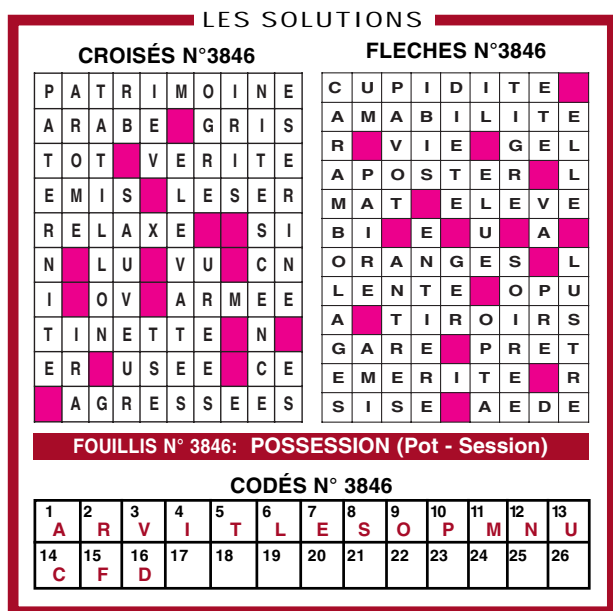 LES SOLUTIONS
CROISÉS N°3846
P A T R I M O I N E
A R A B E G R I S
T O T V E R I T E
E M I S L E S E R
R E L A X E S I
N L U V U C N
I O V A R M E E
T I N E T T E N
E R U S E E C E
A G R E S S E E S
FLECHES N°3846
C U P I D I T E
A M A B I L I T E
R V I E G E L
A P O S T E R L
M A T E L E V E
B I E U A
O R A N G E S L
L E N T E O P U
A T I R O I R S
G A R E P R E T
E M E R I T E R
S I S E A E D E
FOUILLIS N° 3846: POSSESSION (Pot - Session)
CODÉS N° 3846
1 2 3 4 5 6 7 8 9 10 11 12 13
A R V I T L E S O P M N U
14 15 16 17 18 19 20 21 22 23 24 25 26
C F D